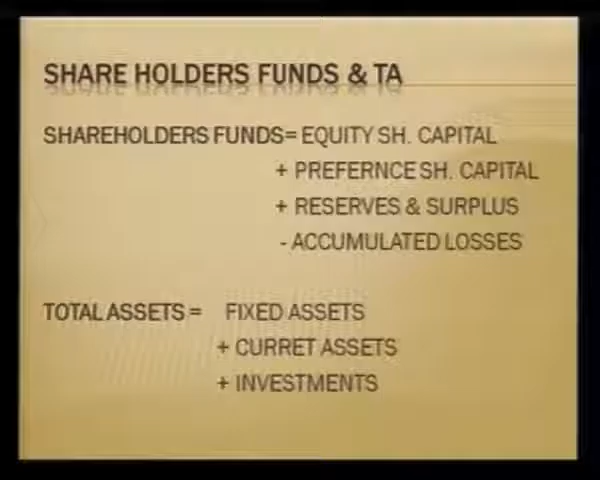 SHARE HOLDERS FUNDS & TA
SHAREHOLDERS FUNDS= EQUITY SH. CAPITAL
+ PREFERNCE SH. CAPITAL
+ RESERVES & SURPLUS
- ACCUMULATED LOSSES
TOTAL ASSETS = FIXED ASSETS
+ CURRET ASSETS
+ INVESTMENTS